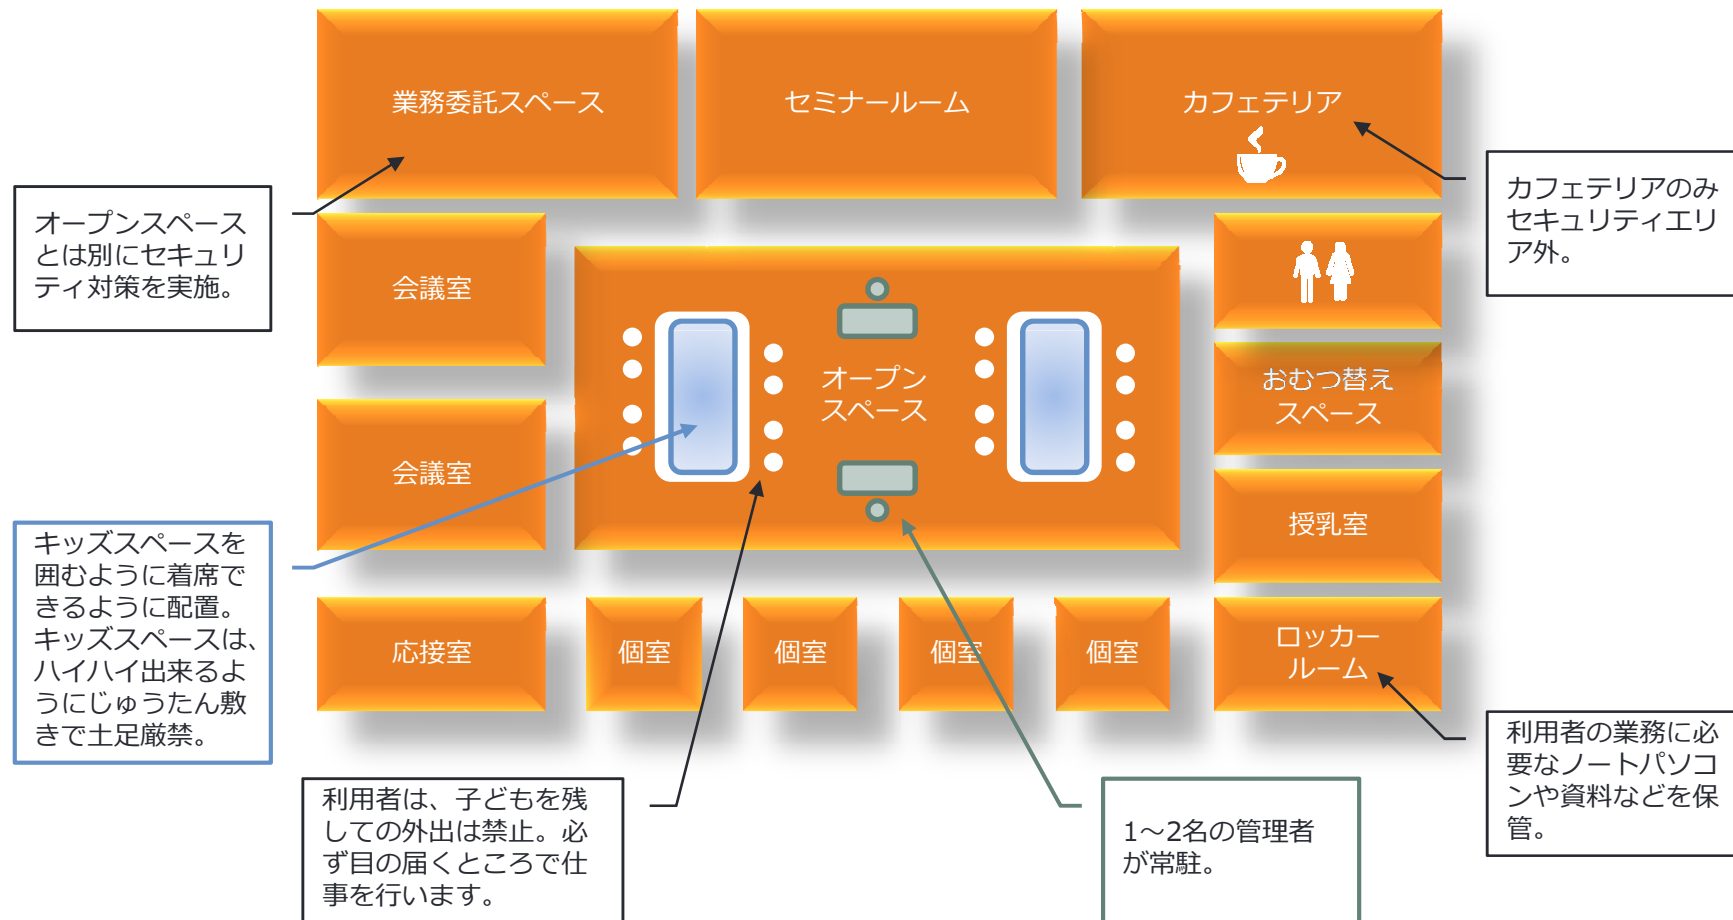 業務委託スペース
セミナールーム
カフェテリア
オープンスペース
とは別にセキュリ
ティ対策を実施。
カフェテリアのみ
セキュリティエリ
ア外。
会議室
オープン
スペース
おむつ替え
スペース
会議室
授乳室
キッズスペースを
囲むように着席で
きるように配置。
キッズスペースは、
ハイハイ出来るよ
うにじゅうたん敷
きで土足厳禁。
応接室
個室
個室
個室
個室
ロッカー
ルーム
利用者の業務に必
要なノートパソコ
ンや資料などを保
管。
利用者は、子どもを残
しての外出は禁止。必
ず目の届くところで仕
事を行います。
1～2名の管理者
が常駐。